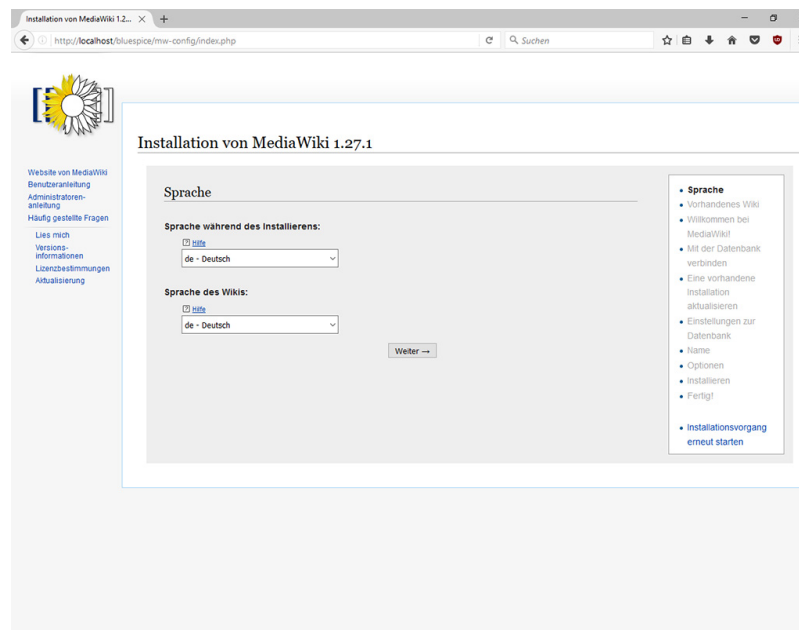 Installation von MediaWiki 1.2...
http://localhost/bluespice/mw-config/index.php
Suchen
Installation von MediaWiki 1.27.1
Website von MediaWiki
Benutzeranleitung
Administratoren-
anleitung
Häufig gestellte Fragen
Lies mich
Versions-
informationen
Lizenzbestimmungen
Aktualisierung
Sprache
Sprache während des Installierens:
[?] Hilfe
de - Deutsch
Sprache des Wikis:
[?] Hilfe
de - Deutsch
Weiter →
Sprache
Vorhandenes Wiki
Willkommen bei
MediaWiki!
Mit der Datenbank
verbinden
Eine vorhandene
Installation
aktualisieren
Einstellungen zur
Datenbank
Name
Optionen
Installieren
Fertig!
Installationsvorgang
erneut starten